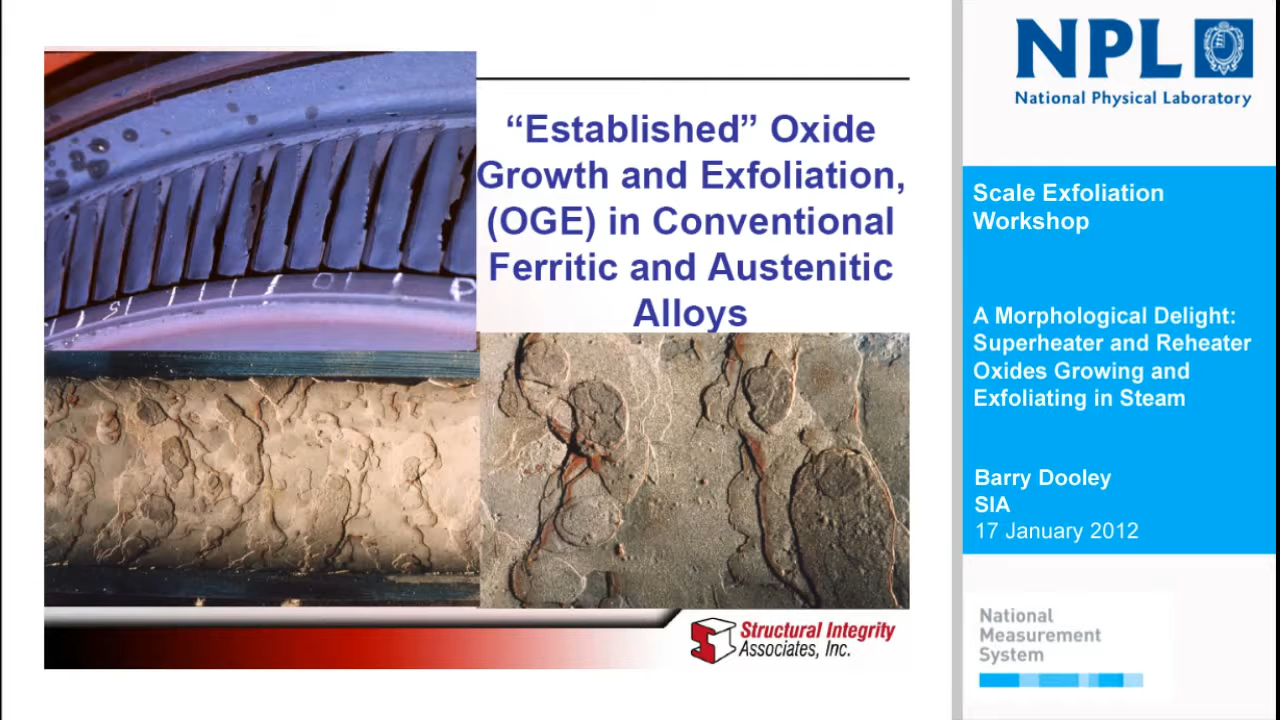 “Established” Oxide
Growth and Exfoliation,
(OGE) in Conventional
Ferritic and Austenitic
Alloys
Structural Integrity
Associates, Inc.
NPL
National Physical Laboratory
Scale Exfoliation
Workshop
A Morphological Delight:
Superheater and Reheater
Oxides Growing and
Exfoliating in Steam
Barry Dooley
SIA
17 January 2012
National
Measurement
System